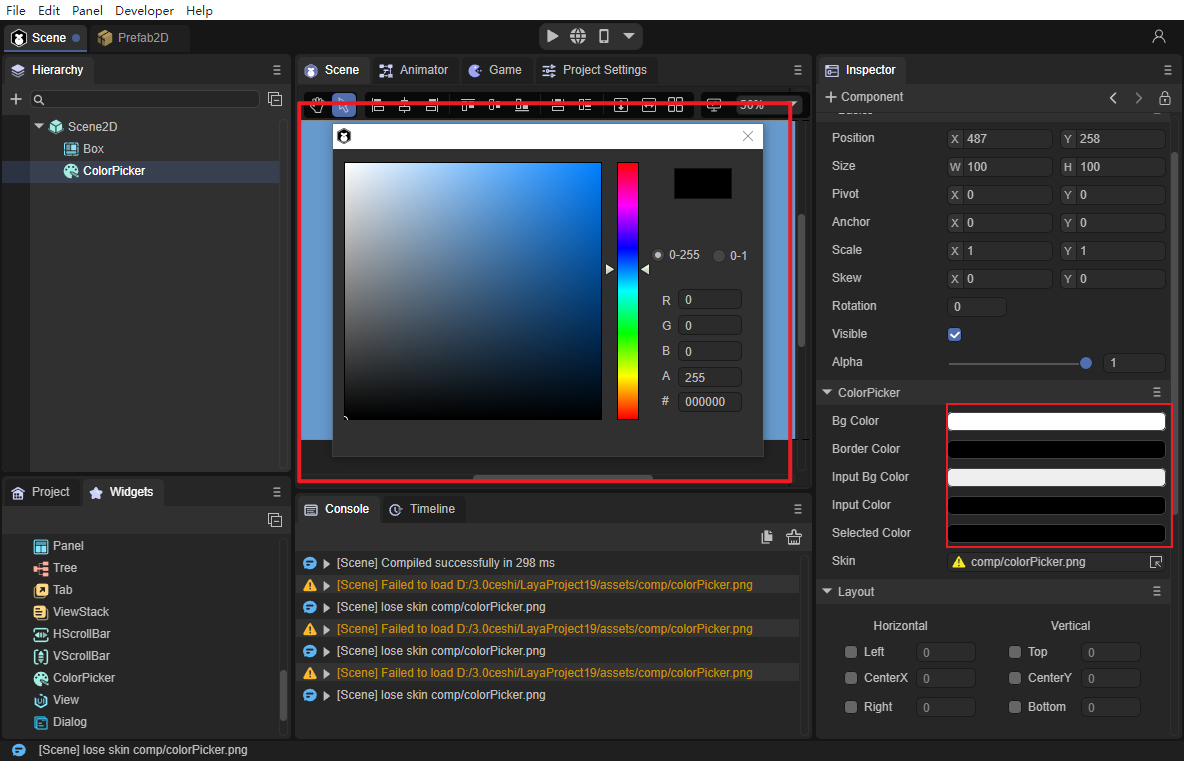 File Edit Panel Developer Help
Scene Prefab2D
Hierarchy
Scene2D
Box
ColorPicker
Project Widgets
Panel
Tree
Tab
ViewStack
HScrollBar
VScrollBar
ColorPicker
View
Dialog
Scene Animator Game Project Settings
50%
0-255 0-1
R 0
G 0
B 0
A 255
# 000000
Console Timeline
[Scene] Compiled successfully in 298 ms
[Scene] Failed to load D:/3.0ceshi/LayaProject19/assets/comp/colorPicker.png
[Scene] lose skin comp/colorPicker.png
[Scene] Failed to load D:/3.0ceshi/LayaProject19/assets/comp/colorPicker.png
[Scene] lose skin comp/colorPicker.png
[Scene] Failed to load D:/3.0ceshi/LayaProject19/assets/comp/colorPicker.png
[Scene] lose skin comp/colorPicker.png
Inspector
Component
Position X 487 Y 258
Size W 100 H 100
Pivot X 0 Y 0
Anchor X 0 Y 0
Scale X 1 Y 1
Skew X 0 Y 0
Rotation 0
Visible
Alpha 1
ColorPicker
Bg Color
Border Color
Input Bg Color
Input Color
Selected Color
Skin comp/colorPicker.png
Layout
Horizontal Vertical
Left 0 Top 0
CenterX 0 CenterY 0
Right 0 Bottom 0
[Scene] lose skin comp/colorPicker.png